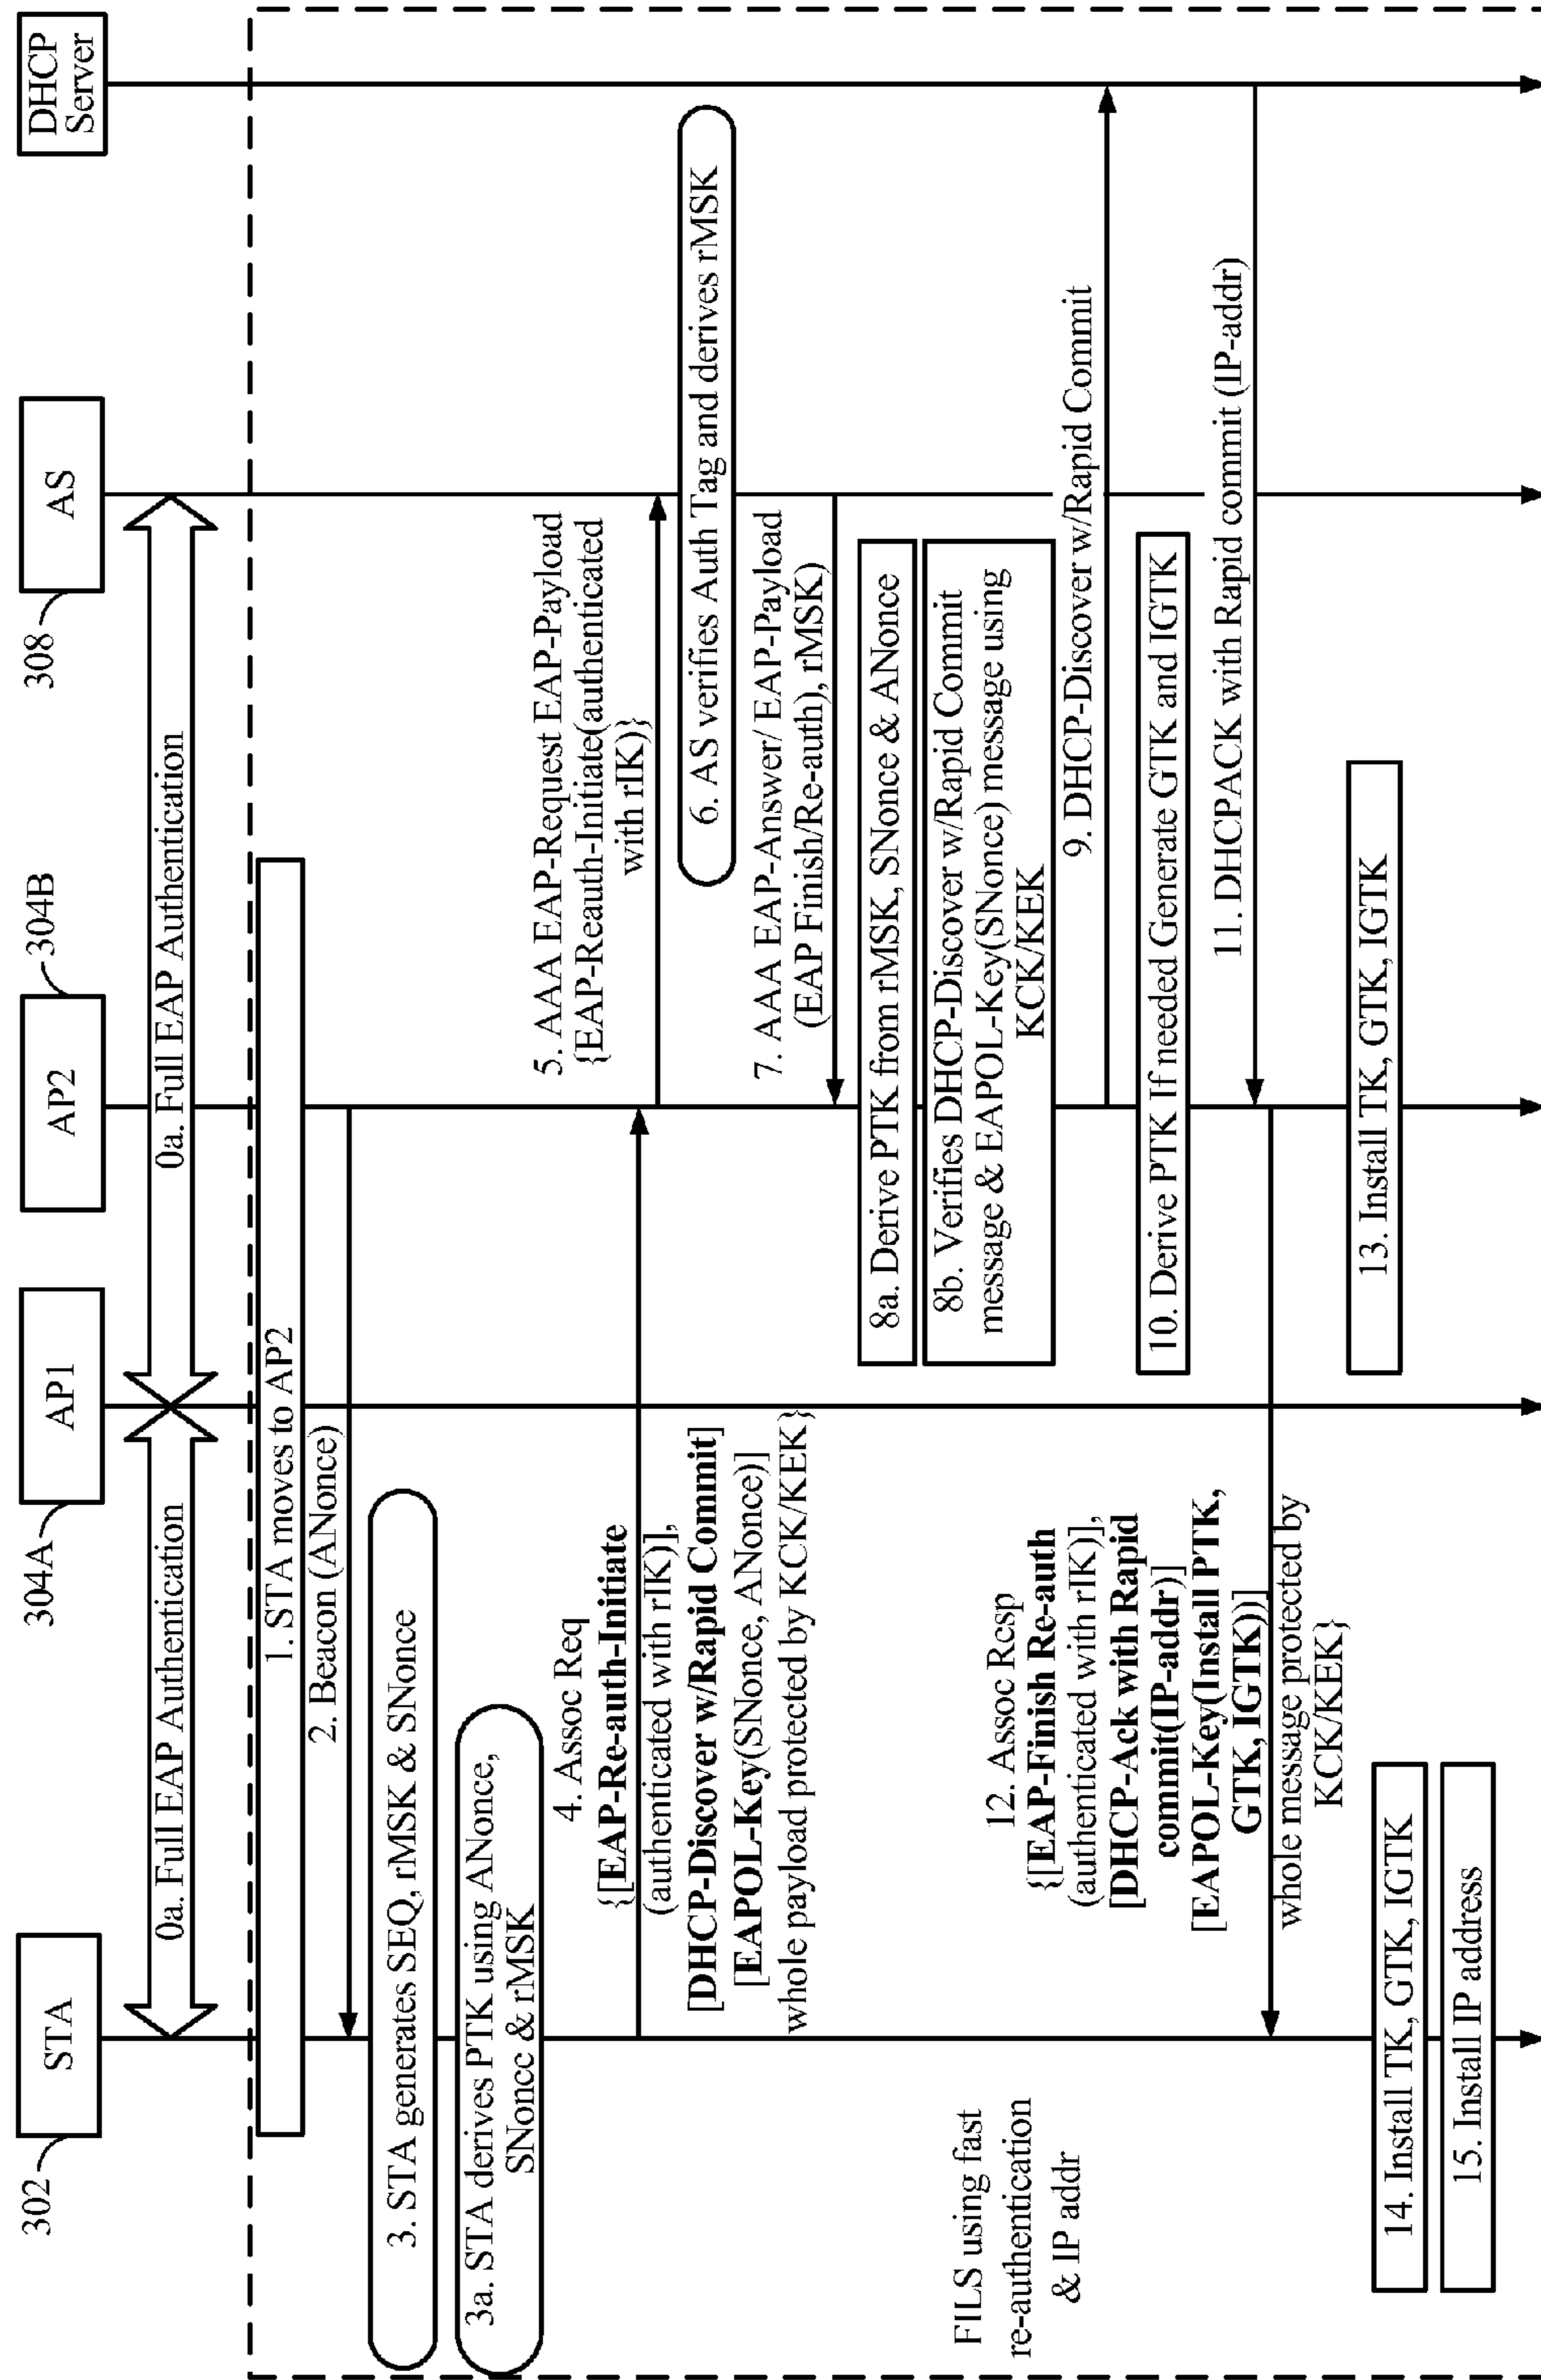 302
STA
304A
AP1
AP2
304B
308
AS
DHCP
Server
0a. Full EAP Authentication
0a. Full EAP Authentication
1. STA moves to AP2
2. Beacon (ANonce)
3. STA generates SEQ, rMSK & SNonce
3a. STA derives PTK using ANonce,
SNonce & rMSK
4. Assoc Req
{[EAP-Re-auth-Initiate
(authenticated with rIK)],
[DHCP-Discover w/Rapid Commit]
[EAPOL-Key(SNonce, ANonce)]
whole payload protected by KCK/KEK}
5. AAA EAP-Request EAP-Payload
{EAP-Reauth-Initiate(authenticated
with rIK)}
6. AS verifies Auth Tag and derives rMSK
7. AAA EAP-Answer/ EAP-Payload
(EAP Finish/Re-auth), rMSK)
8a. Derive PTK from rMSK, SNonce & ANonce
8b. Verifies DHCP-Discover w/Rapid Commit
message & EAPOL-Key(SNonce) message using
KCK/KEK
9. DHCP-Discover w/Rapid Commit
10. Derive PTK If needed Generate GTK and IGTK
11. DHCPACK with Rapid commit (IP-addr)
12. Assoc Resp
{[EAP-Finish Re-auth
(authenticated with rIK)],
[DHCP-Ack with Rapid
commit(IP-addr)]
[EAPOL-Key(Install PTK,
GTK, IGTK))]
whole message protected by
KCK/KEK}
FILS using fast
re-authentication
& IP addr
13. Install TK, GTK, IGTK
14. Install TK, GTK, IGTK
15. Install IP address